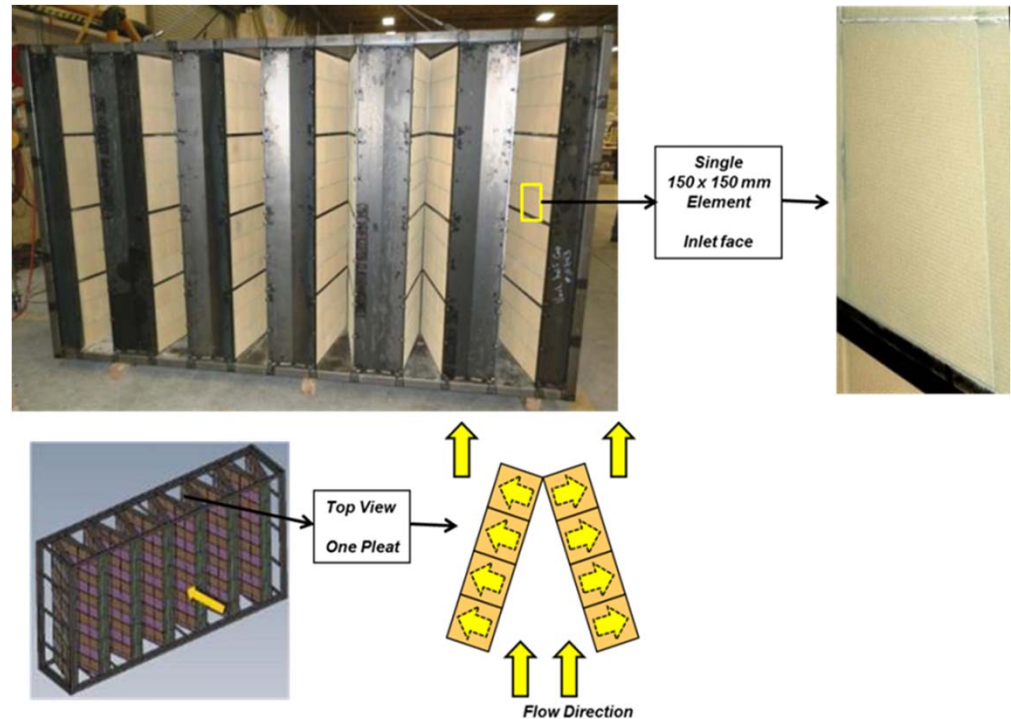 Single
150 x 150 mm
Element
Inlet face
Top View
One Pleat
Flow Direction